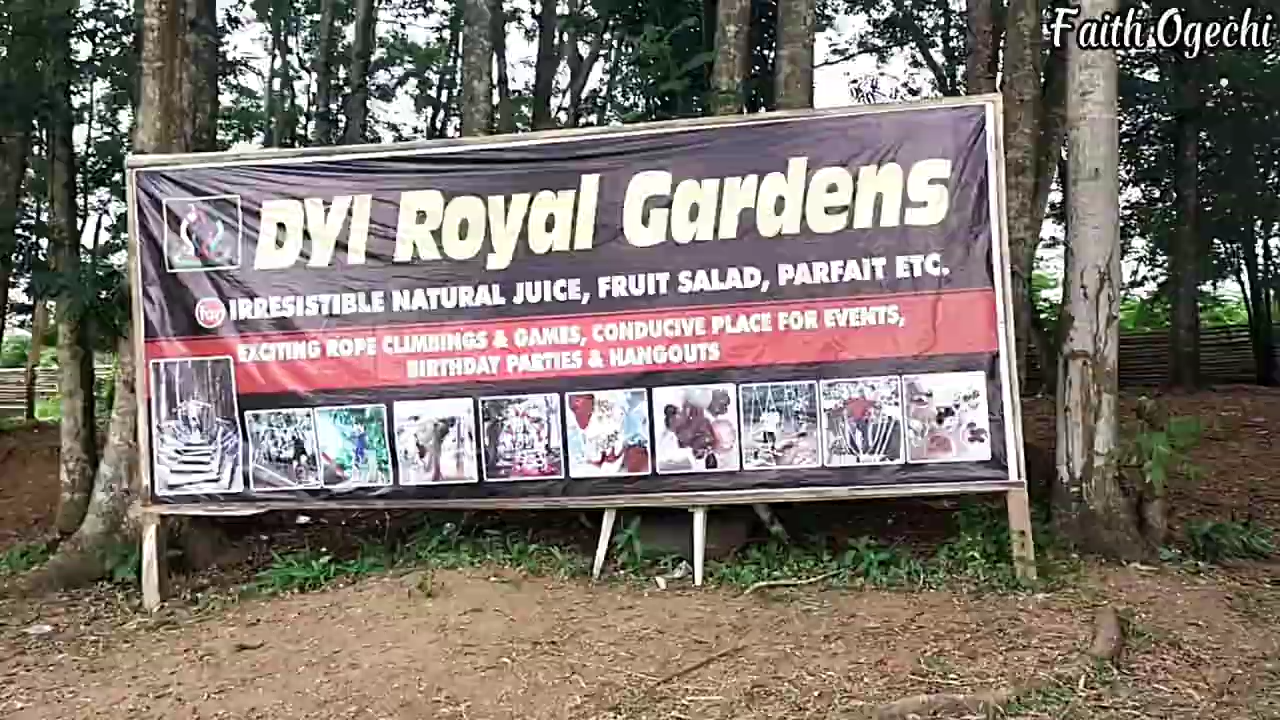 Faith Ogechi
DYI Royal Gardens
fay IRRESISTIBLE NATURAL JUICE, FRUIT SALAD, PARFAIT ETC.
EXCITING ROPE CLIMBINGS & GAMES, CONDUCIVE PLACE FOR EVENTS,
BIRTHDAY PARTIES & HANGOUTS